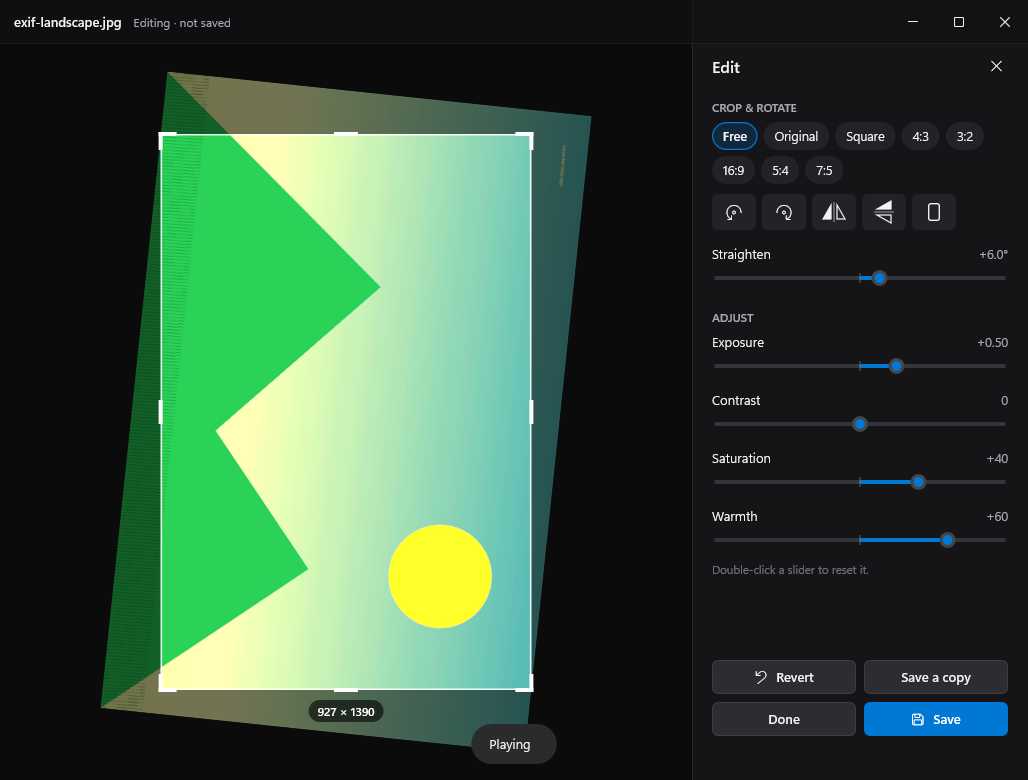 exif-landscape.jpg Editing · not saved
Edit
CROP & ROTATE
Free Original Square 4:3 3:2
16:9 5:4 7:5
Straighten +6.0°
ADJUST
Exposure +0.50
Contrast 0
Saturation +40
Warmth +60
Double-click a slider to reset it.
927 × 1390
Revert Save a copy
Done Save
Playing